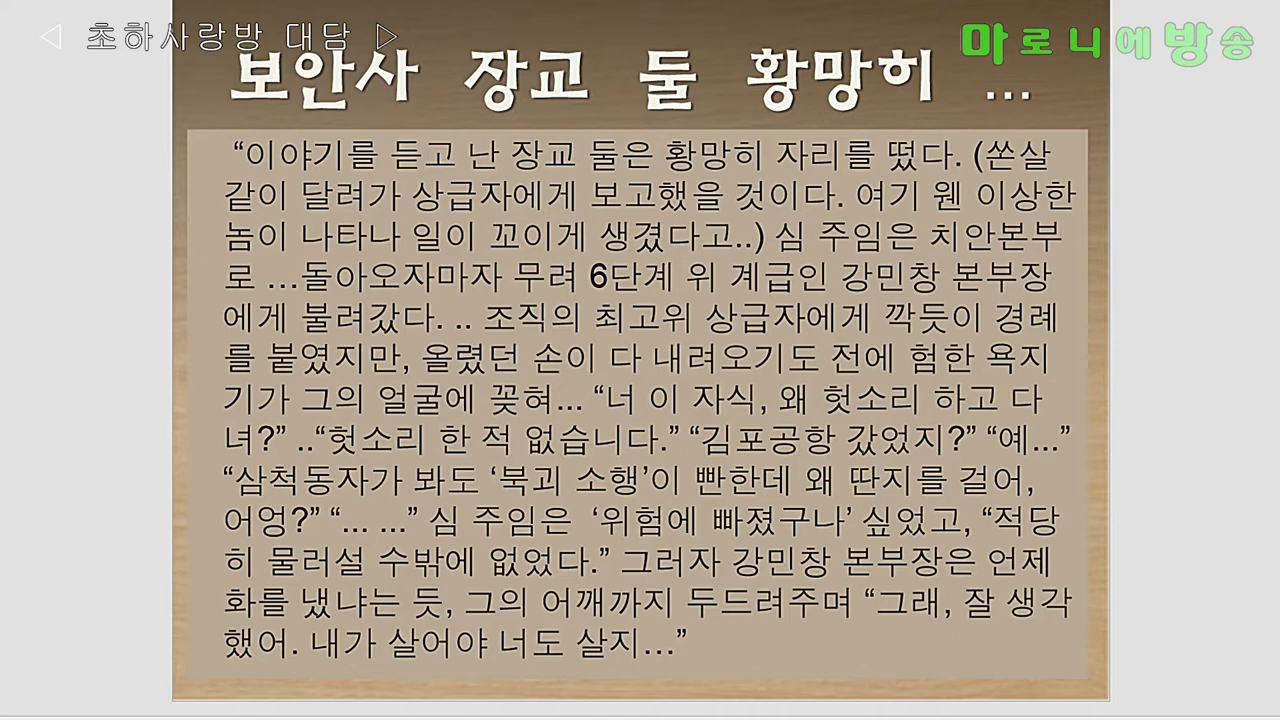 ◁ 초하사랑방 대담 ▷
마로니에방송
보안사 장교 둘 황망히 ...
“이야기를 듣고 난 장교 둘은 황망히 자리를 떴다. (쏜살
같이 달려가 상급자에게 보고했을 것이다. 여기 웬 이상한
놈이 나타나 일이 꼬이게 생겼다고..) 심 주임은 치안본부
로 …돌아오자마자 무려 6단계 위 계급인 강민창 본부장
에게 불려갔다. .. 조직의 최고위 상급자에게 깍듯이 경례
를 붙였지만, 올렸던 손이 다 내려오기도 전에 험한 욕지
기가 그의 얼굴에 꽂혀... “너 이 자식, 왜 헛소리 하고 다
녀?” ..“헛소리 한 적 없습니다.” “김포공항 갔었지?” “예...”
“삼척동자가 봐도 ‘북괴 소행’이 빤한데 왜 딴지를 걸어,
어엉?” “... ...” 심 주임은 ‘위험에 빠졌구나’ 싶었고, “적당
히 물러설 수밖에 없었다.” 그러자 강민창 본부장은 언제
화를 냈냐는 듯, 그의 어깨까지 두드려주며 “그래, 잘 생각
했어. 내가 살어야 너도 살지…”